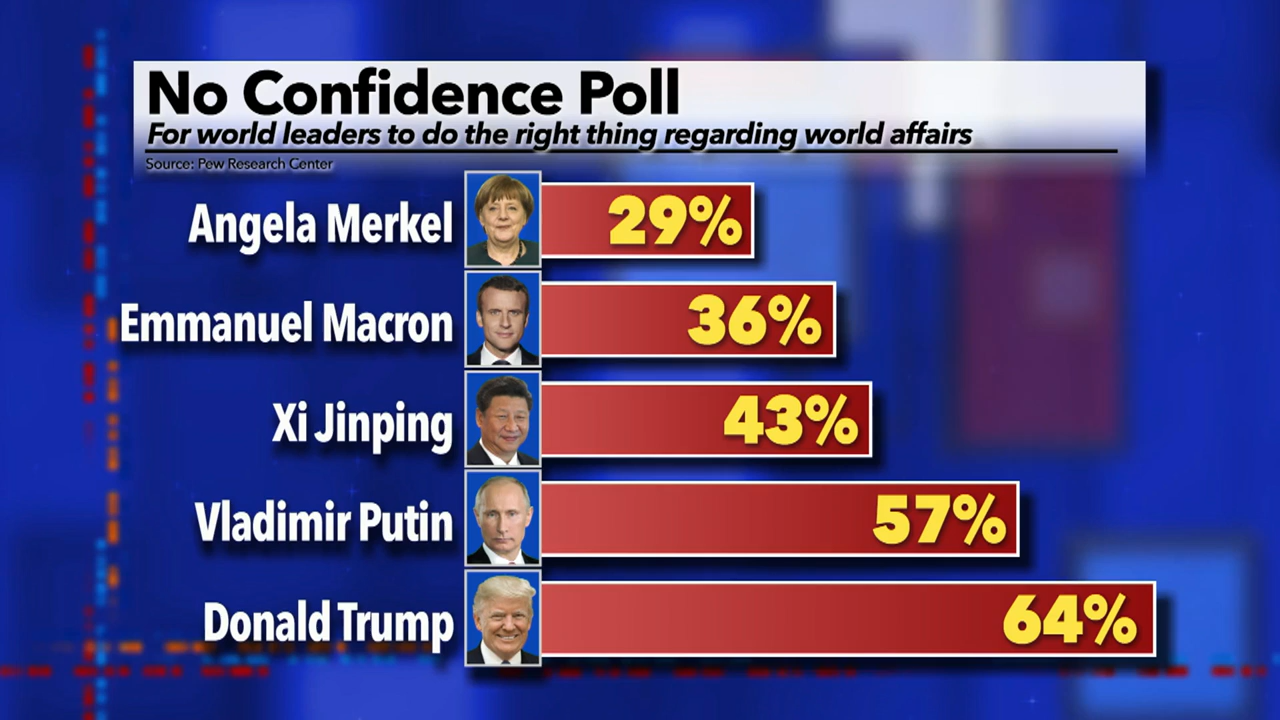 No Confidence Poll
For world leaders to do the right thing regarding world affairs
Source: Pew Research Center
Angela Merkel 29%
Emmanuel Macron 36%
Xi Jinping 43%
Vladimir Putin 57%
Donald Trump 64%